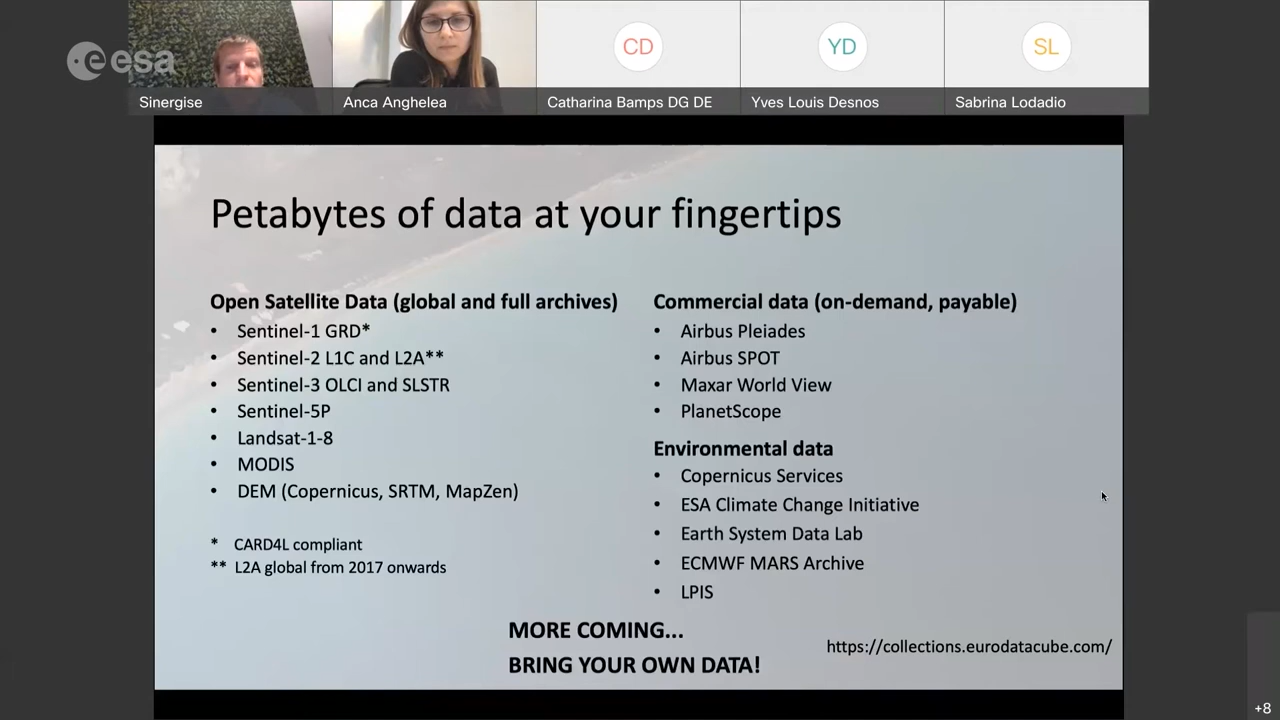 esa
Sinergise
Anca Anghelea
CD
Catharina Bamps DG DE
YD
Yves Louis Desnos
SL
Sabrina Lodadio
Petabytes of data at your fingertips
Open Satellite Data (global and full archives)
• Sentinel-1 GRD*
• Sentinel-2 L1C and L2A**
• Sentinel-3 OLCI and SLSTR
• Sentinel-5P
• Landsat-1-8
• MODIS
• DEM (Copernicus, SRTM, MapZen)
* CARD4L compliant
** L2A global from 2017 onwards
Commercial data (on-demand, payable)
• Airbus Pleiades
• Airbus SPOT
• Maxar World View
• PlanetScope
Environmental data
• Copernicus Services
• ESA Climate Change Initiative
• Earth System Data Lab
• ECMWF MARS Archive
• LPIS
MORE COMING...
BRING YOUR OWN DATA!
https://collections.eurodatacube.com/
+8